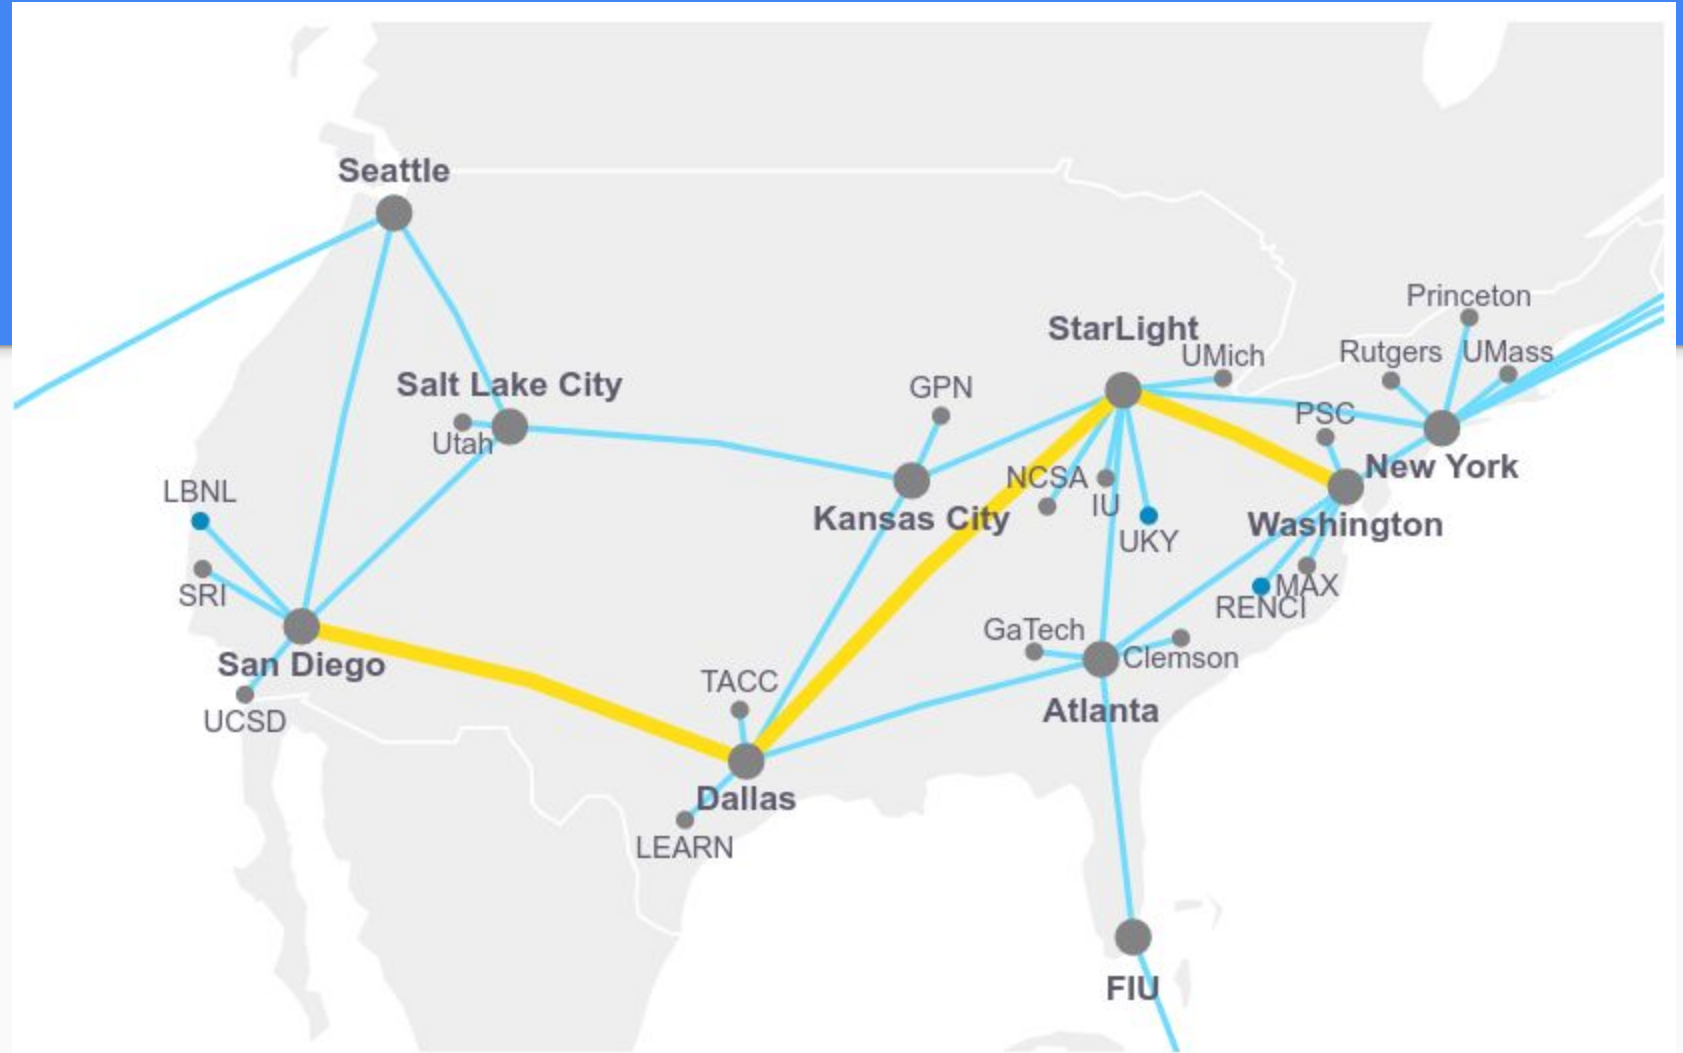 Seattle
Princeton
StarLight
UMich
Rutgers
UMass
Salt Lake City
GPN
PSC
Utah
New York
NCSA
IU
LBNL
Kansas City
UKY
Washington
SRI
MAX
RENCI
GaTech
Clemson
San Diego
TACC
UCSD
Atlanta
Dallas
LEARN
FIU